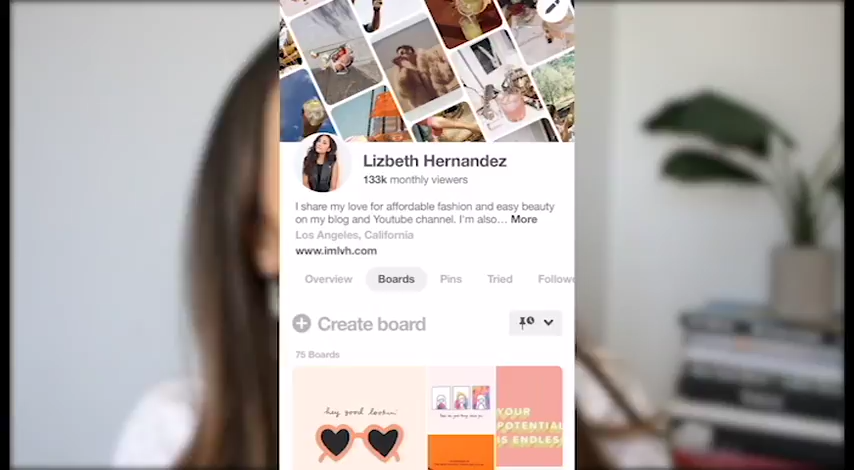 Lizbeth Hernandez
133k monthly viewers
I share my love for affordable fashion and easy beauty
on my blog and Youtube channel. I'm also... More
Los Angeles, California
www.imlvh.com
Overview Boards Pins Tried Followe
Create board
75 Boards
hey good lookin'
YOUR
POTENTIAL
IS ENDLESS